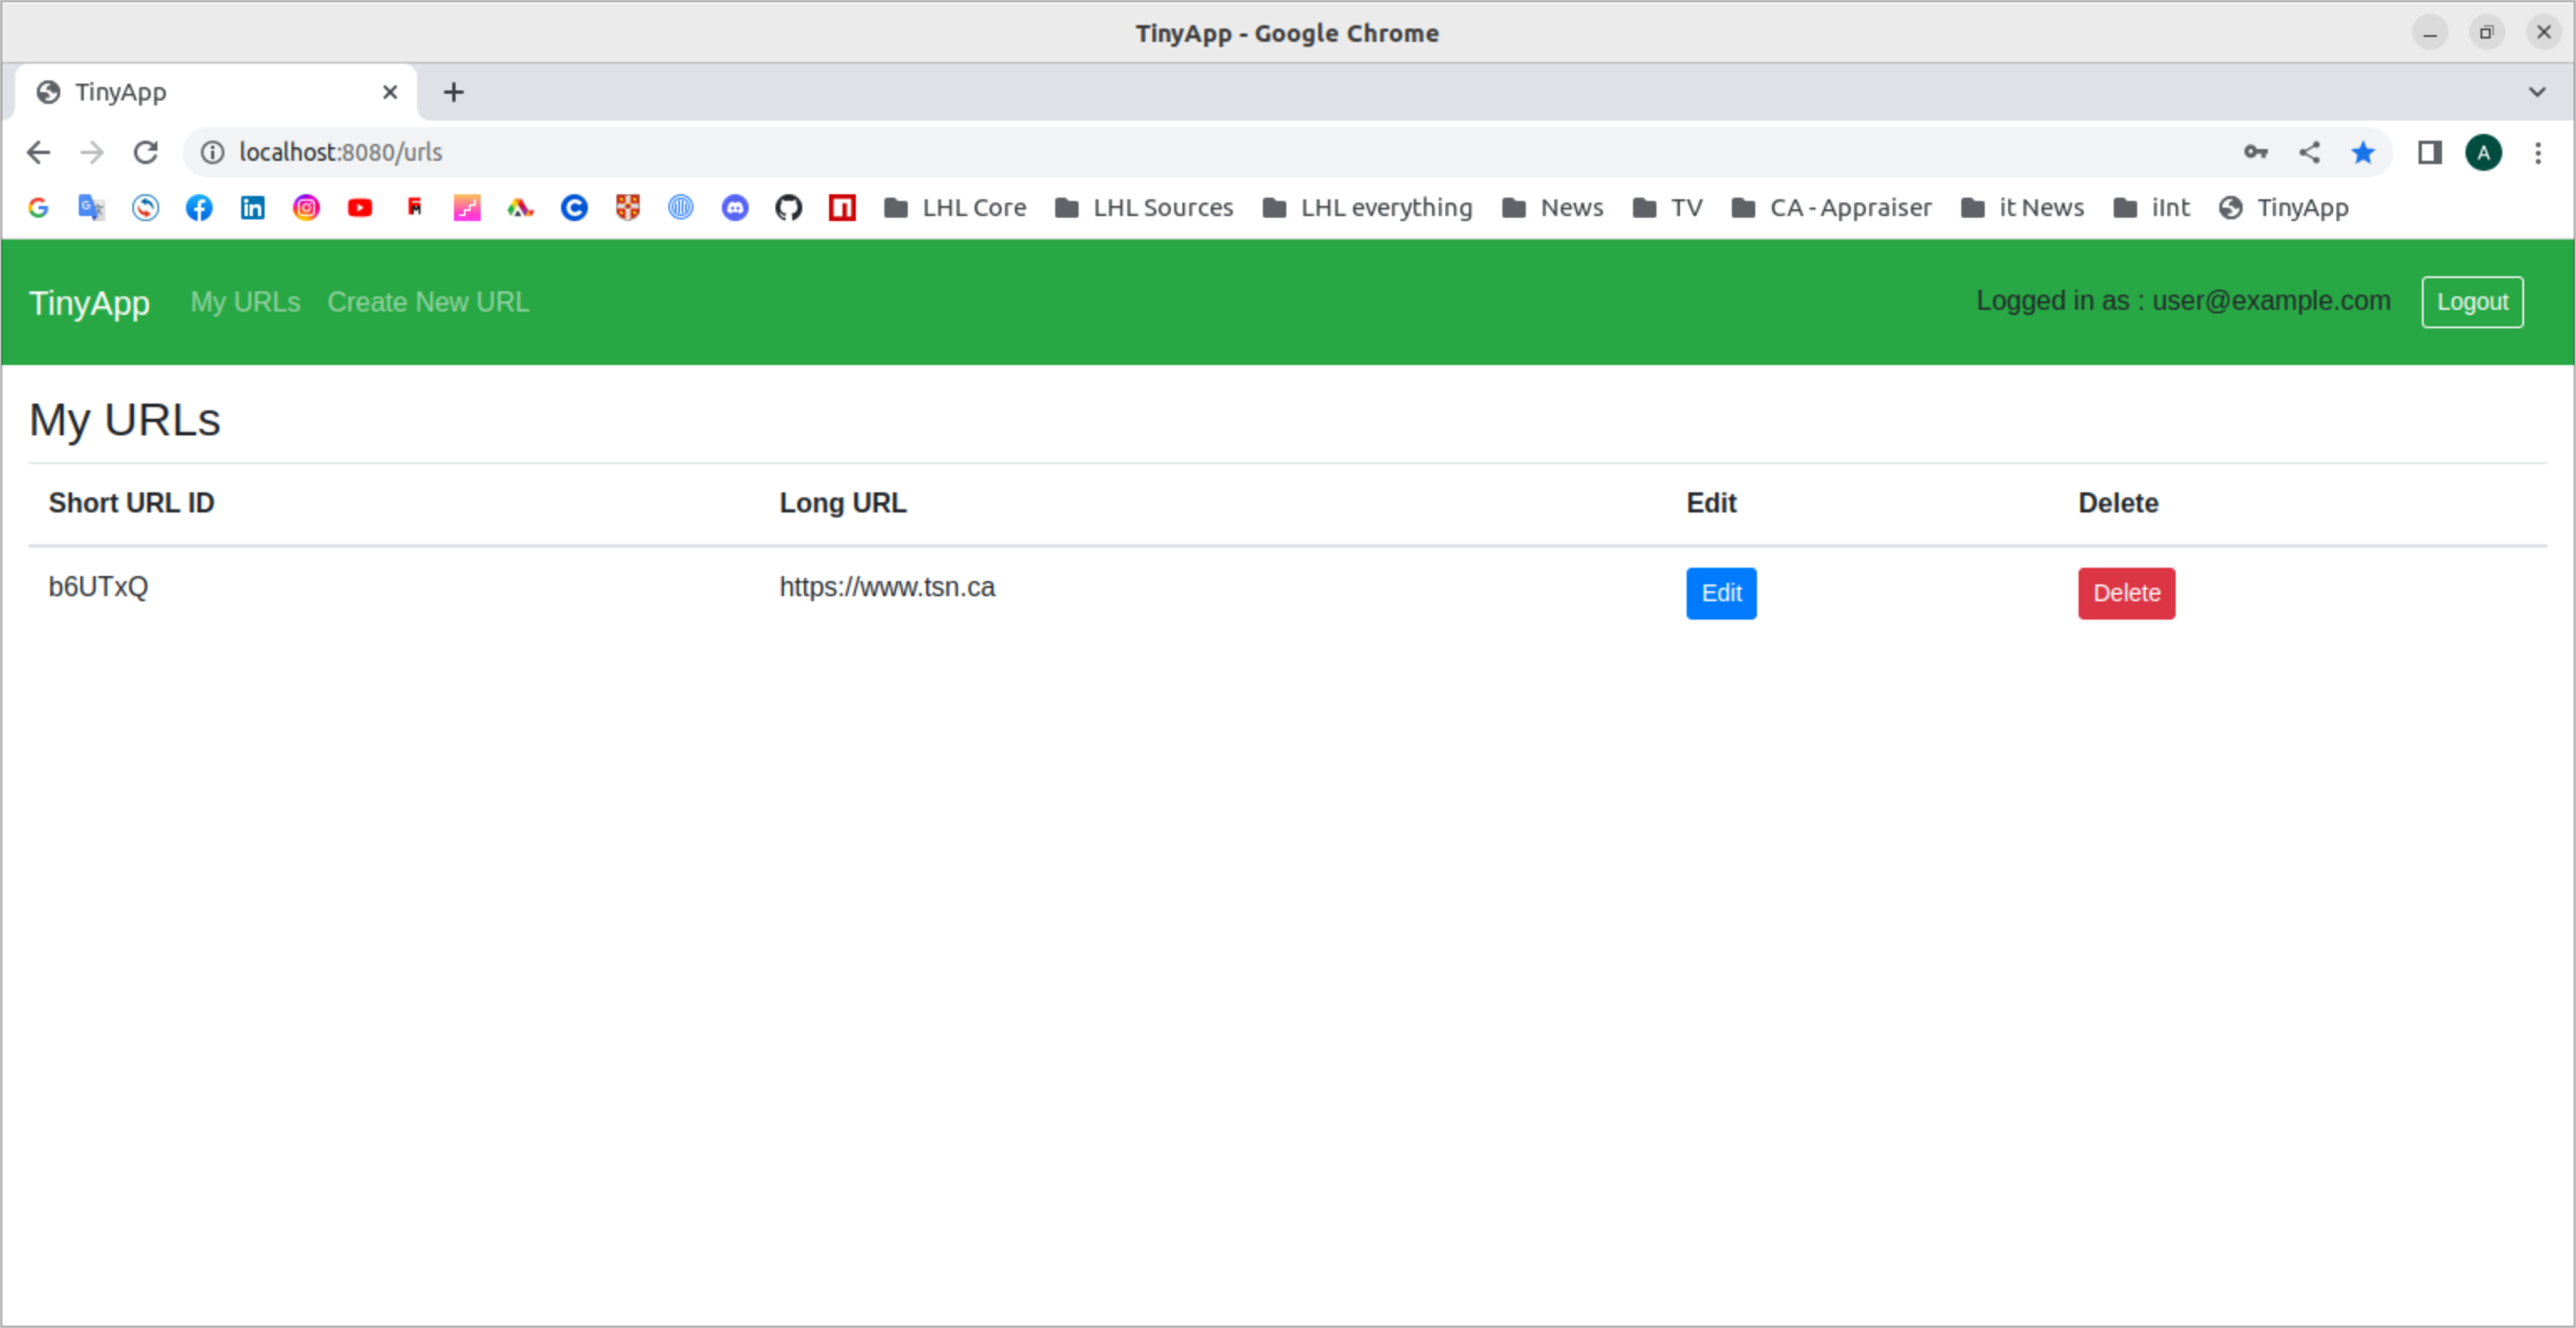 TinyApp - Google Chrome
TinyApp
localhost:8080/urls
A
LHL Core LHL Sources LHL everything News TV CA - Appraiser it News iInt TinyApp
TinyApp My URLs Create New URL Logged in as : user@example.com Logout
My URLs
Short URL ID Long URL Edit Delete
b6UTxQ https://www.tsn.ca Edit Delete